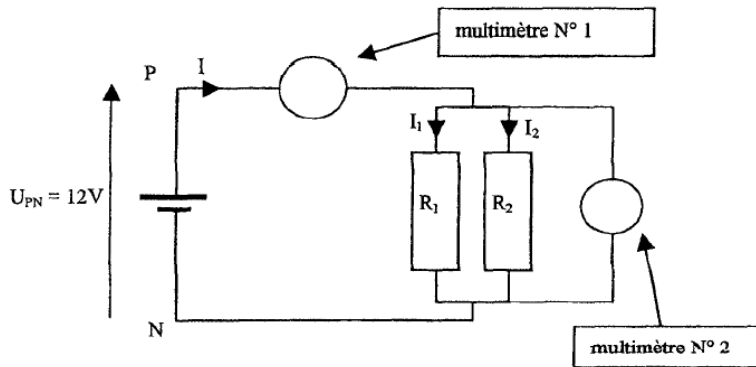 multimètre N° 1
P
I
I₁
I₂
U_PN = 12V
R₁
R₂
N
multimètre N° 2